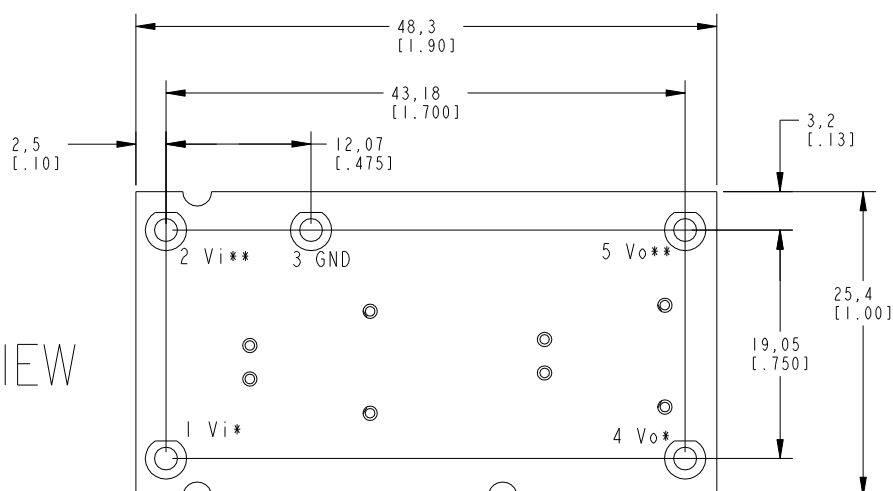 48,3
[1.90]
43,18
[1.700]
2,5
[.10]
12,07
[.475]
3,2
[.13]
2 Vi**
3 GND
5 Vo**
25,4
[1.00]
19,05
[.750]
IEW
1 Vi*
4 Vo*